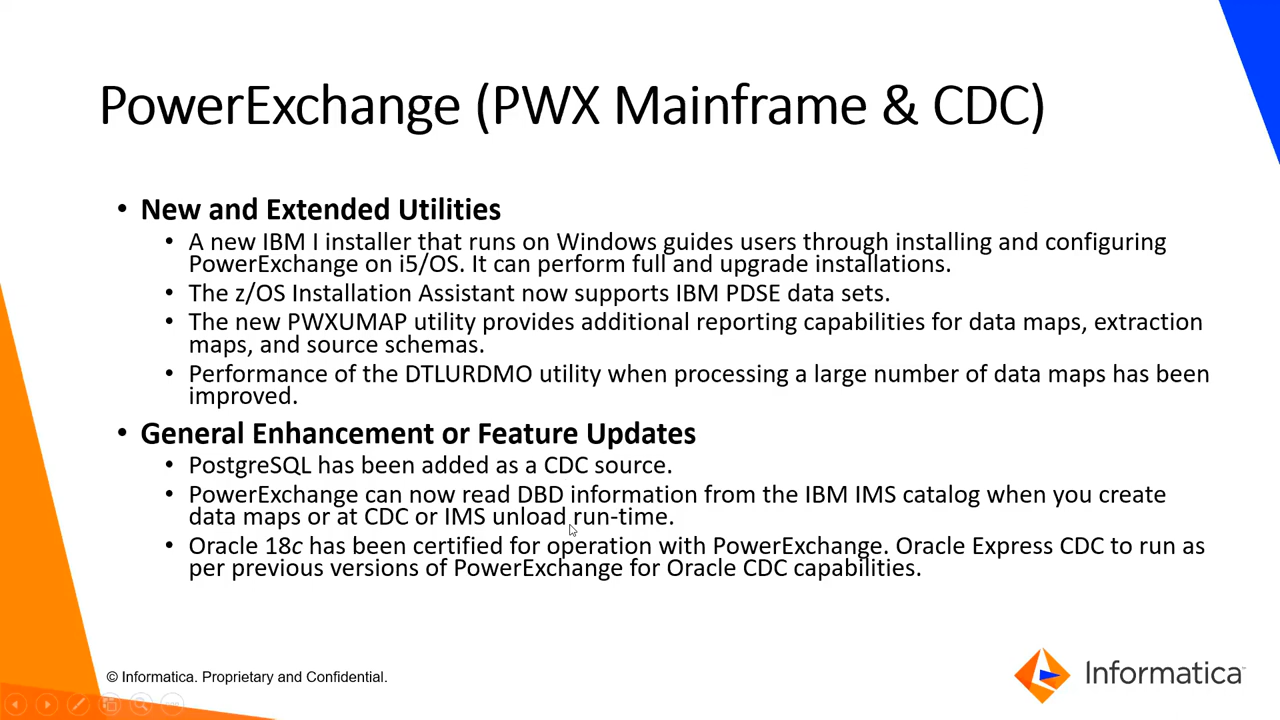 PowerExchange (PWX Mainframe & CDC)
• New and Extended Utilities
• A new IBM I installer that runs on Windows guides users through installing and configuring
PowerExchange on i5/OS. It can perform full and upgrade installations.
• The z/OS Installation Assistant now supports IBM PDSE data sets.
• The new PWXUMAP utility provides additional reporting capabilities for data maps, extraction
maps, and source schemas.
• Performance of the DTLURDMO utility when processing a large number of data maps has been
improved.
• General Enhancement or Feature Updates
• PostgreSQL has been added as a CDC source.
• PowerExchange can now read DBD information from the IBM IMS catalog when you create
data maps or at CDC or IMS unload run-time.
• Oracle 18c has been certified for operation with PowerExchange. Oracle Express CDC to run as
per previous versions of PowerExchange for Oracle CDC capabilities.
© Informatica. Proprietary and Confidential.
Informatica